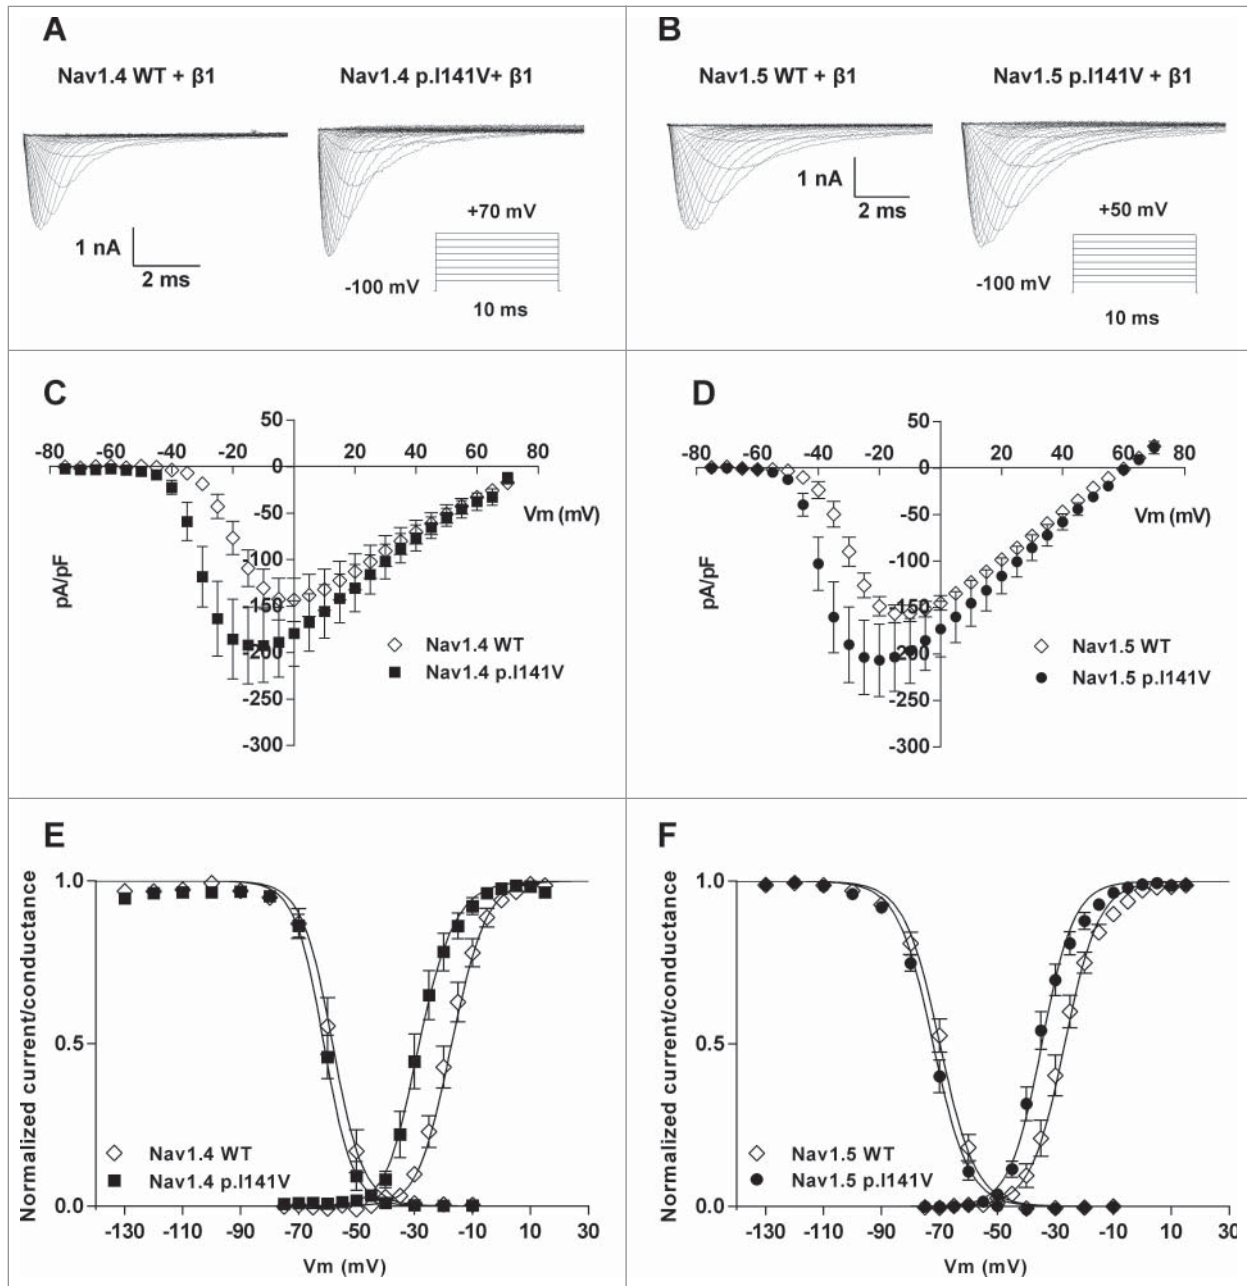 A
Nav1.4 WT + β1
Nav1.4 p.I141V+ β1
1 nA
2 ms
+70 mV
-100 mV
10 ms
B
Nav1.5 WT + β1
Nav1.5 p.I141V + β1
1 nA
2 ms
+50 mV
-100 mV
10 ms
C
50
-80 -60 -40 -20 0 20 40 60 80
-50
-100
-150
-200
-250
-300
Vm (mV)
pA/pF
Nav1.4 WT
Nav1.4 p.I141V
D
50
-80 -60 -40 -20 0 20 40 60 80
-50
-100
-150
-200
-250
-300
Vm (mV)
pA/pF
Nav1.5 WT
Nav1.5 p.I141V
E
Normalized current/conductance
1.0
0.5
0.0
Nav1.4 WT
Nav1.4 p.I141V
-130 -110 -90 -70 -50 -30 -10 10 30
Vm (mV)
F
Normalized current/conductance
1.0
0.5
0.0
Nav1.5 WT
Nav1.5 p.I141V
-130 -110 -90 -70 -50 -30 -10 10 30
Vm (mV)